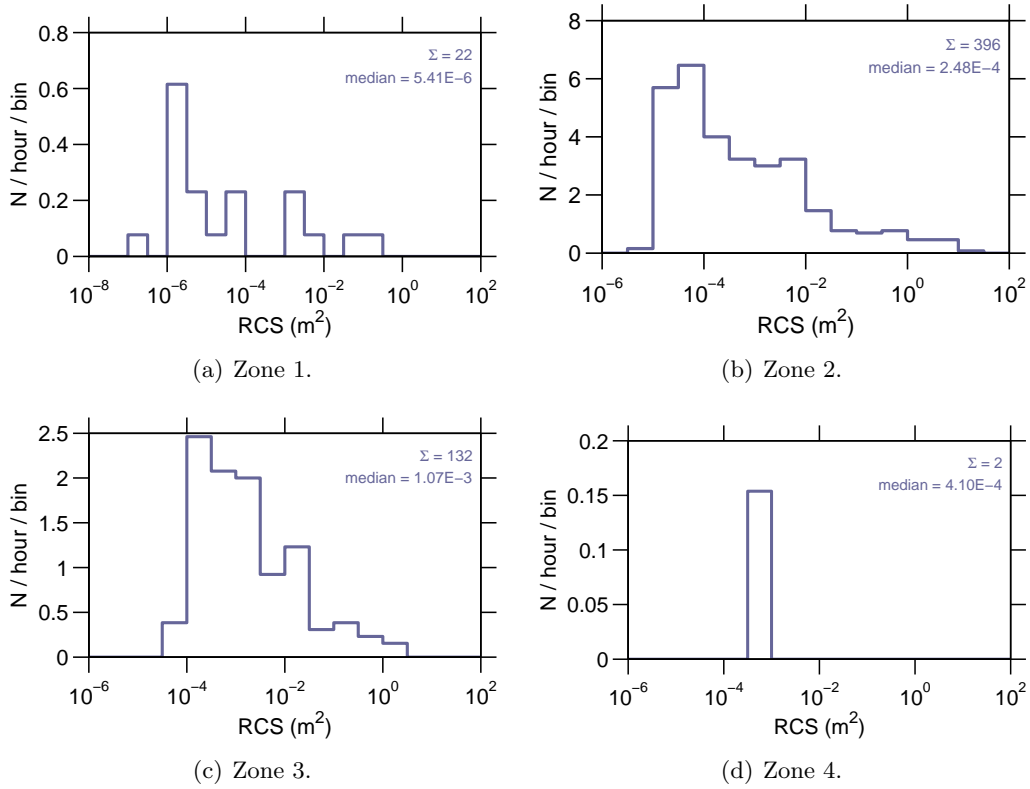 0.8
0.6
0.4
0.2
0
N / hour / bin
Σ = 22
median = 5.41E−6
10⁻⁸ 10⁻⁶ 10⁻⁴ 10⁻² 10⁰ 10²
RCS (m²)
(a) Zone 1.
8
6
4
2
0
N / hour / bin
Σ = 396
median = 2.48E−4
10⁻⁶ 10⁻⁴ 10⁻² 10⁰ 10²
RCS (m²)
(b) Zone 2.
2.5
2
1.5
1
0.5
0
N / hour / bin
Σ = 132
median = 1.07E−3
10⁻⁶ 10⁻⁴ 10⁻² 10⁰ 10²
RCS (m²)
(c) Zone 3.
0.2
0.15
0.1
0.05
0
N / hour / bin
Σ = 2
median = 4.10E−4
10⁻⁶ 10⁻⁴ 10⁻² 10⁰ 10²
RCS (m²)
(d) Zone 4.